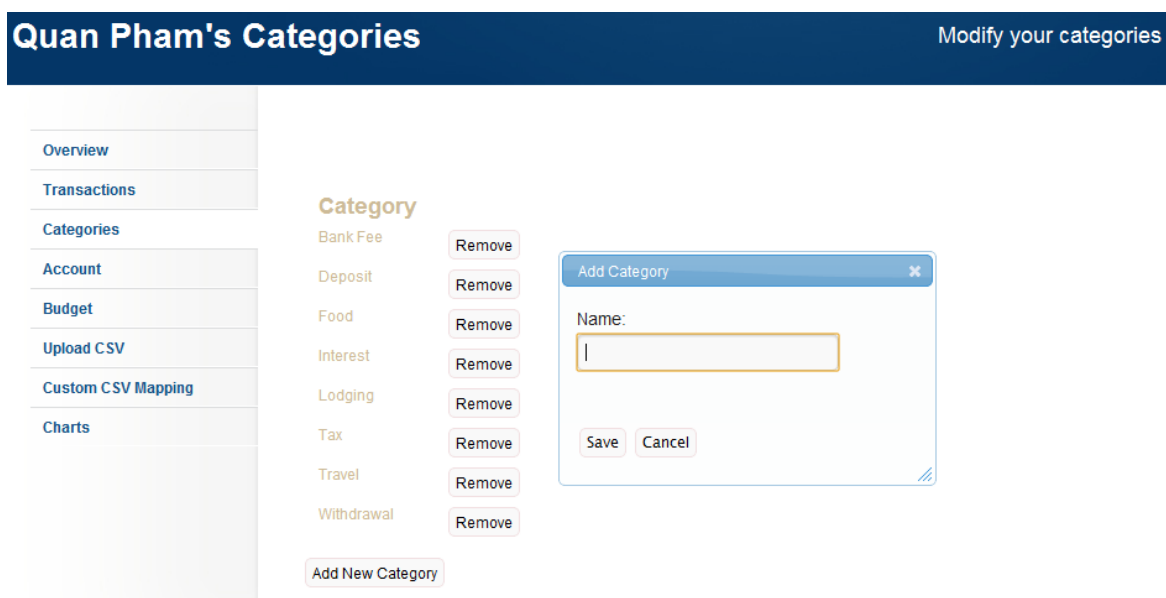 Quan Pham's Categories
Modify your categories
Overview
Transactions
Categories
Account
Budget
Upload CSV
Custom CSV Mapping
Charts
Category
Bank Fee Remove
Deposit Remove
Food Remove
Interest Remove
Lodging Remove
Tax Remove
Travel Remove
Withdrawal Remove
Add New Category
Add Category
Name:
Save Cancel